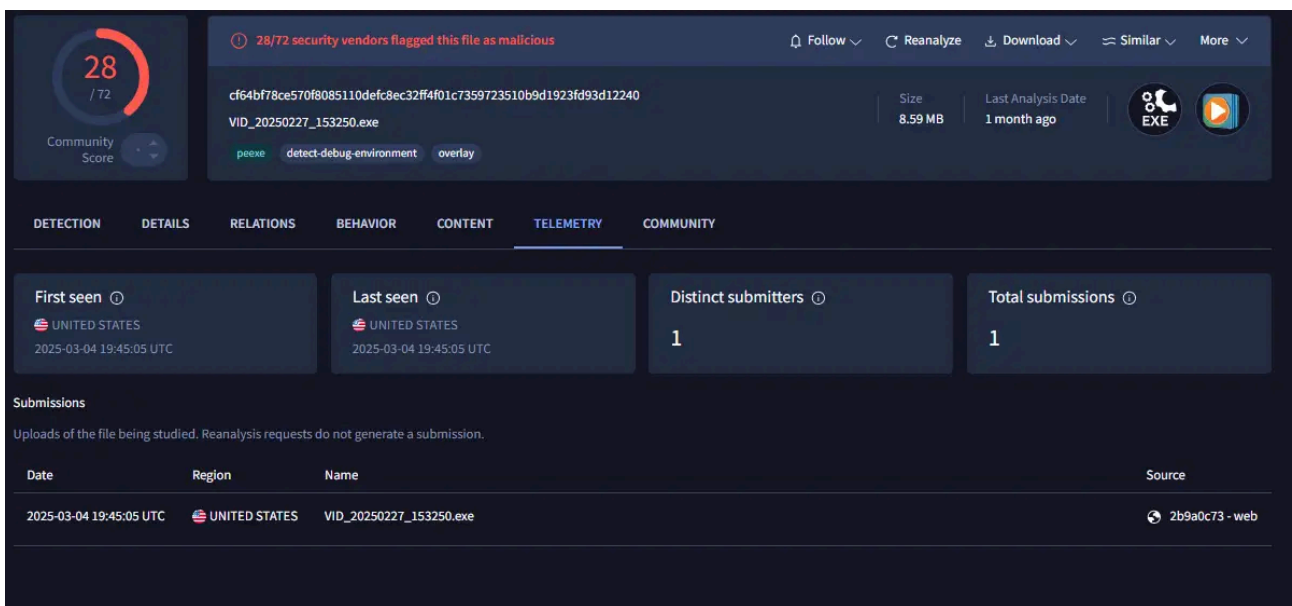 28
/ 72
Community
Score
28/72 security vendors flagged this file as malicious
Follow
Reanalyze
Download
Similar
More
cf64bf78ce570f8085110defc8ec32ff4f01c7359723510b9d1923fd93d12240
VID_20250227_153250.exe
peexe detect-debug-environment overlay
Size
8.59 MB
Last Analysis Date
1 month ago
EXE
DETECTION DETAILS RELATIONS BEHAVIOR CONTENT TELEMETRY COMMUNITY
First seen
UNITED STATES
2025-03-04 19:45:05 UTC
Last seen
UNITED STATES
2025-03-04 19:45:05 UTC
Distinct submitters
1
Total submissions
1
Submissions
Uploads of the file being studied. Reanalysis requests do not generate a submission.
Date Region Name Source
2025-03-04 19:45:05 UTC UNITED STATES VID_20250227_153250.exe 2b9a0c73 - web